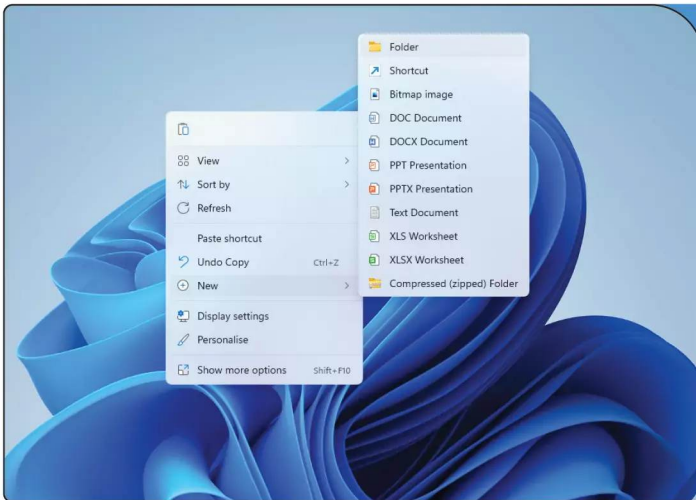 View
Sort by
Refresh
Paste shortcut
Undo Copy Ctrl+Z
New
Display settings
Personalise
Show more options Shift+F10
Folder
Shortcut
Bitmap image
DOC Document
DOCX Document
PPT Presentation
PPTX Presentation
Text Document
XLS Worksheet
XLSX Worksheet
Compressed (zipped) Folder